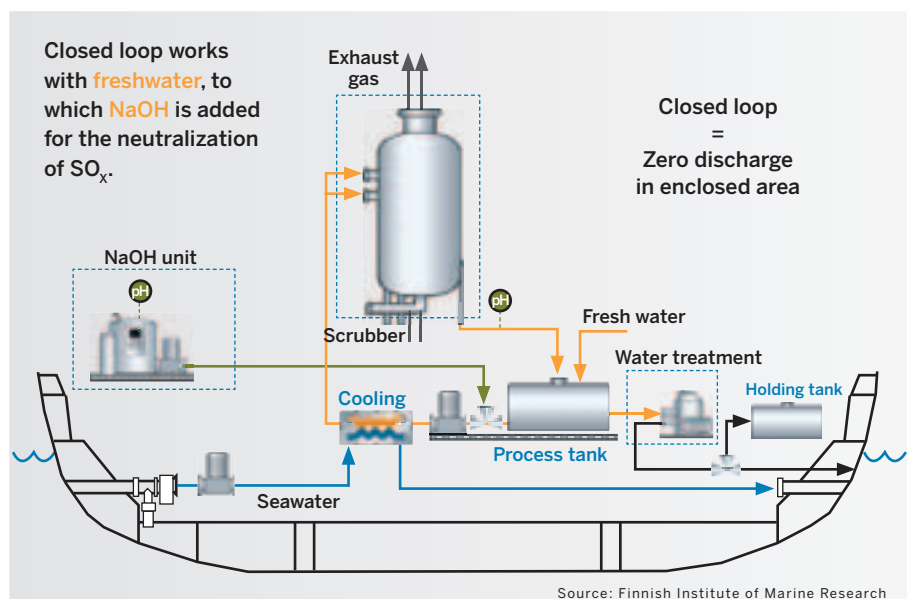 Closed loop works
with freshwater, to
which NaOH is added
for the neutralization
of SOx.
Exhaust
gas
Closed loop
=
Zero discharge
in enclosed area
NaOH unit
pH
pH
Scrubber
Fresh water
Water treatment
Cooling
Holding tank
Process tank
Seawater
Source: Finnish Institute of Marine Research